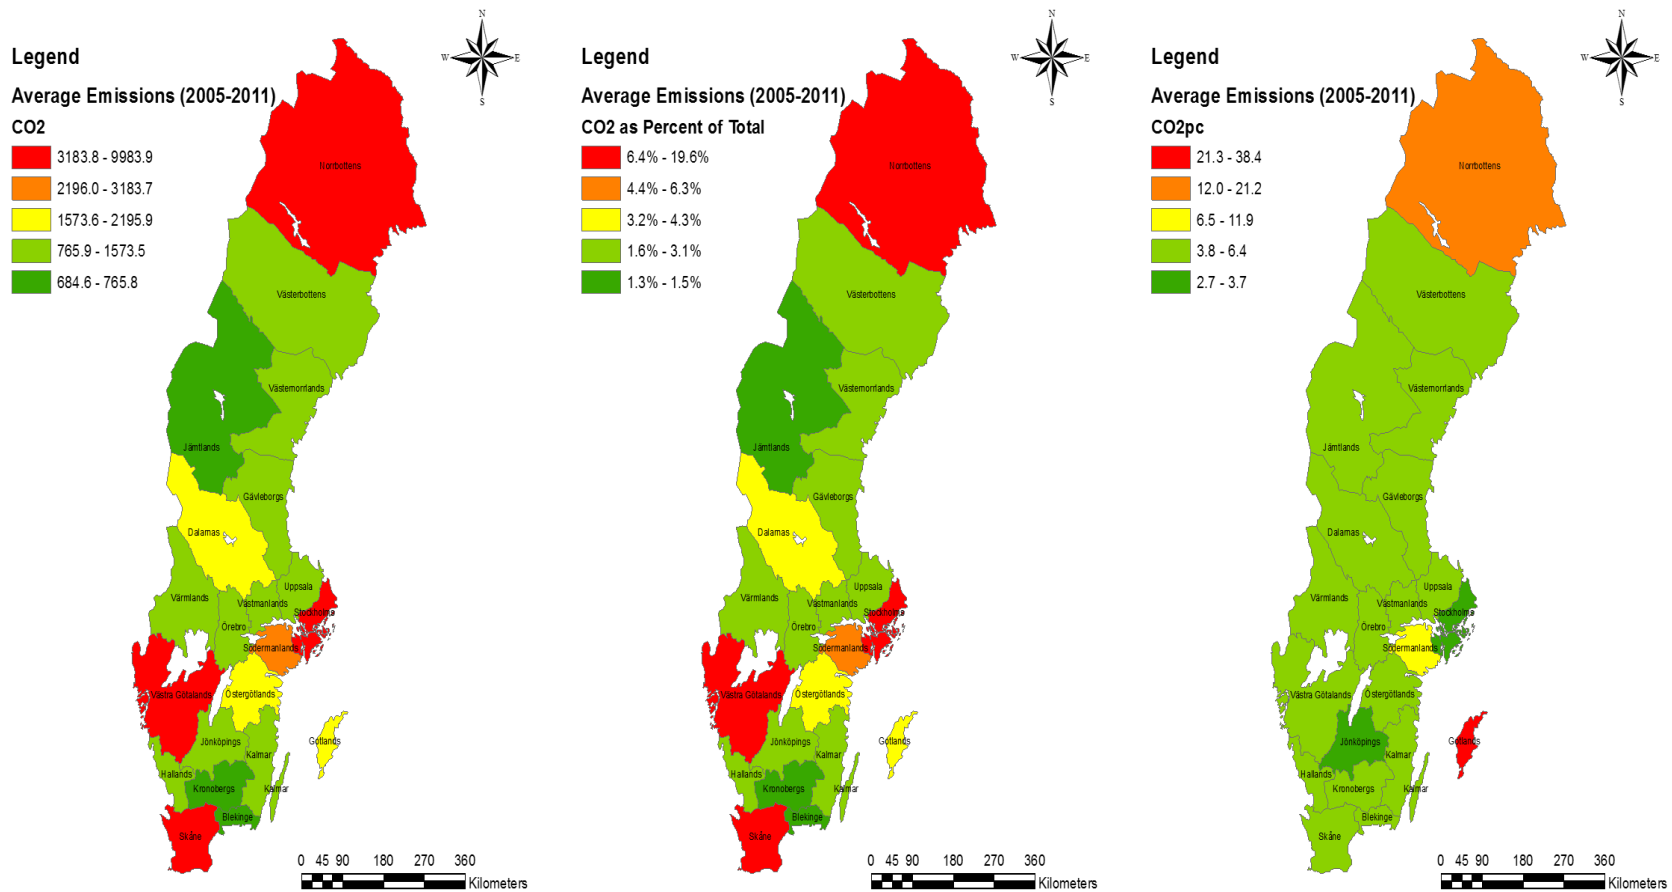 N
W E
S
Legend
Average Emissions (2005-2011)
CO2
3183.8 - 9983.9
2196.0 - 3183.7
1573.6 - 2195.9
765.9 - 1573.5
684.6 - 765.8
Norrbottens
Västerbottens
Västernorrlands
Jämtlands
Gävleborgs
Dalarnas
Uppsala
Värmlands
Västmanlands
Stockholms
Örebro
Södermanlands
Västra Götalands
Östergötlands
Jönköpings
Gotlands
Kalmar
Hallands
Kronobergs
Kalmar
Blekinge
Skåne
0 45 90 180 270 360
Kilometers
N
W E
S
Legend
Average Emissions (2005-2011)
CO2 as Percent of Total
6.4% - 19.6%
4.4% - 6.3%
3.2% - 4.3%
1.6% - 3.1%
1.3% - 1.5%
Norrbottens
Västerbottens
Västernorrlands
Jämtlands
Gävleborgs
Dalarnas
Uppsala
Värmlands
Västmanlands
Stockholms
Örebro
Södermanlands
Västra Götalands
Östergötlands
Jönköpings
Gotlands
Kalmar
Hallands
Kronobergs
Kalmar
Blekinge
Skåne
0 45 90 180 270 360
Kilometers
N
W E
S
Legend
Average Emissions (2005-2011)
CO2pc
21.3 - 38.4
12.0 - 21.2
6.5 - 11.9
3.8 - 6.4
2.7 - 3.7
Norrbottens
Västerbottens
Västernorrlands
Jämtlands
Gävleborgs
Dalarnas
Uppsala
Värmlands
Västmanlands
Stockholms
Örebro
Södermanlands
Västra Götalands
Östergötlands
Jönköpings
Gotlands
Kalmar
Hallands
Kronobergs
Kalmar
Blekinge
Skåne
0 45 90 180 270 360
Kilometers